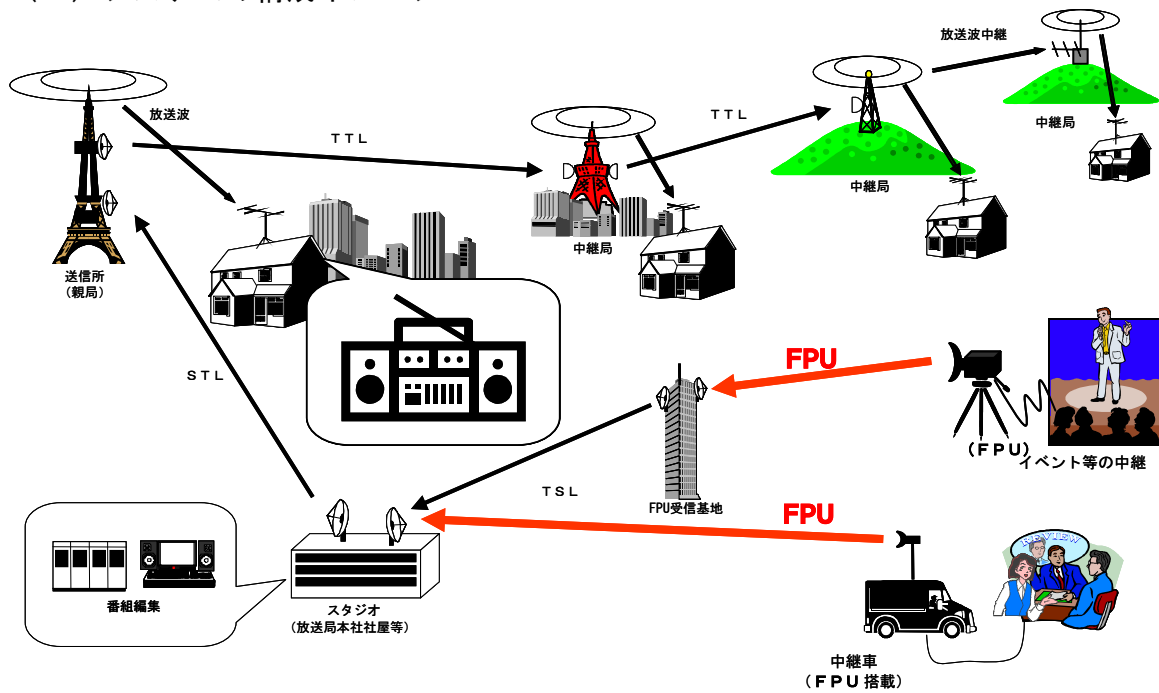 放送波中継
放送波
TTL
TTL
中継局
中継局
中継局
送信所
(親局)
STL
FPU
(FPU)
イベント等の中継
TSL
FPU受信基地
FPU
REVIEW
番組編集
スタジオ
(放送局本社社屋等)
中継車
(FPU搭載)